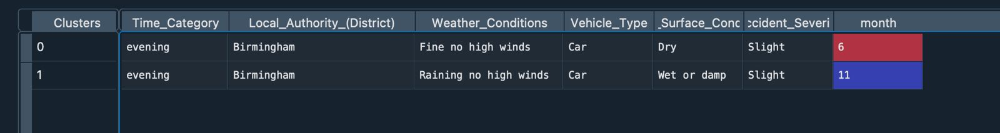 Clusters Time_Category Local_Authority_(District) Weather_Conditions Vehicle_Type _Surface_Conc ccident_Severi month
0 evening Birmingham Fine no high winds Car Dry Slight 6
1 evening Birmingham Raining no high winds Car Wet or damp Slight 11